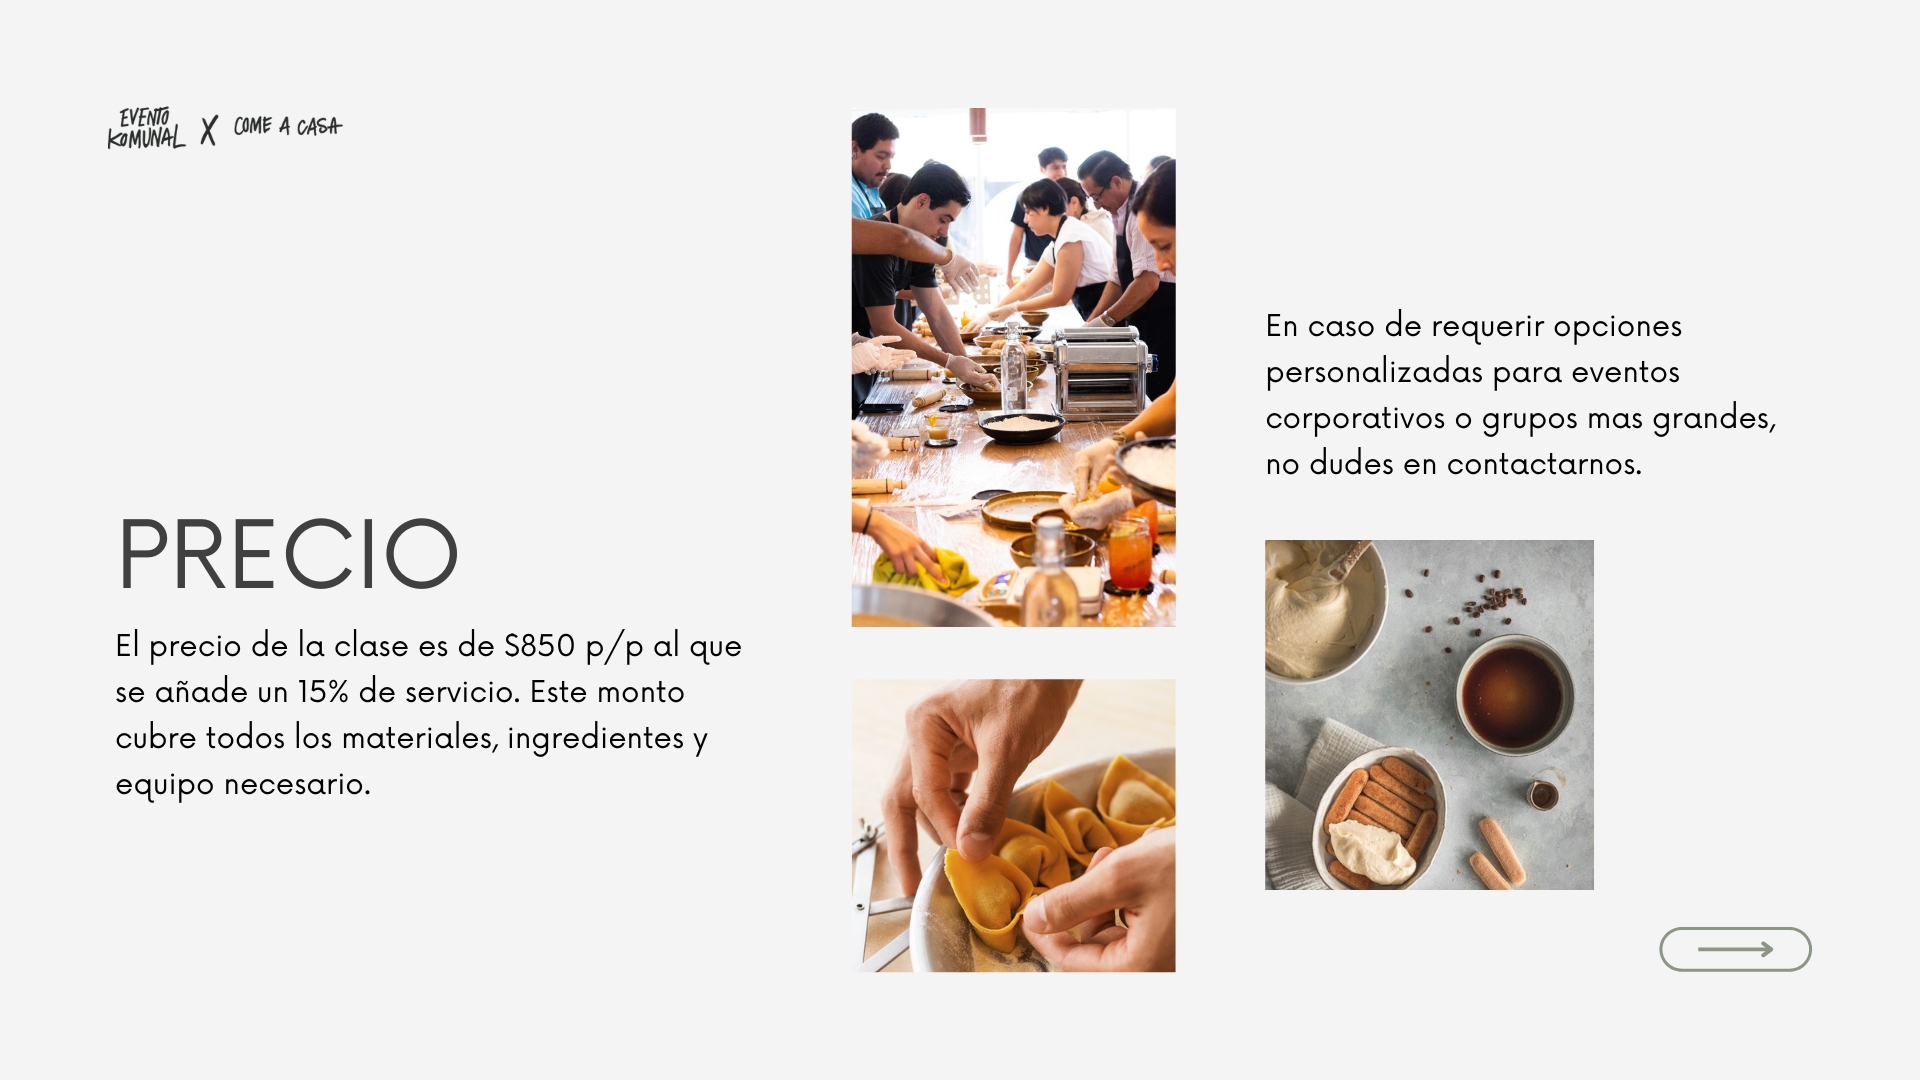 EVENTO
KOMUNAL X COME A CASA
PRECIO
El precio de la clase es de $850 p/p al que
se añade un 15% de servicio. Este monto
cubre todos los materiales, ingredientes y
equipo necesario.
En caso de requerir opciones
personalizadas para eventos
corporativos o grupos mas grandes,
no dudes en contactarnos.